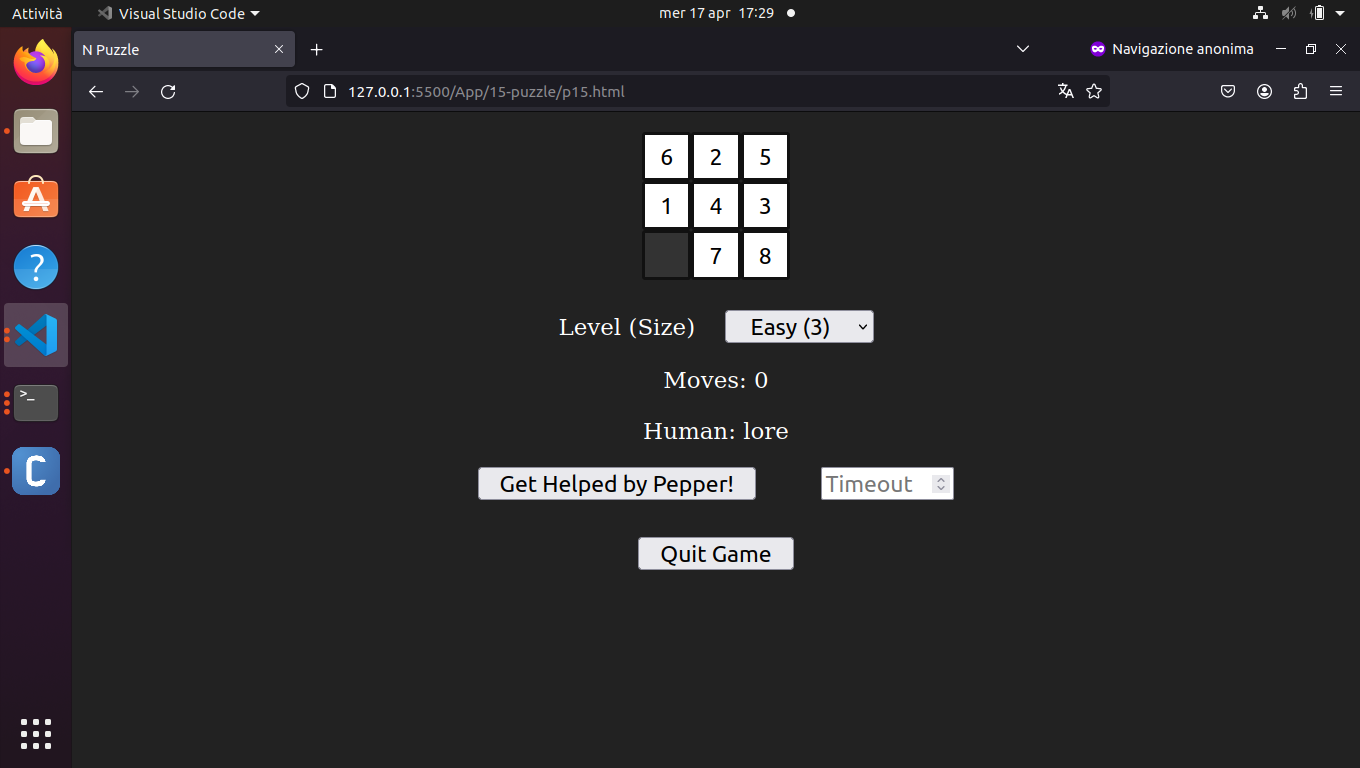 Attività Visual Studio Code mer 17 apr 17:29
N Puzzle Navigazione anonima
127.0.0.1:5500/App/15-puzzle/p15.html
6 2 5
1 4 3
7 8
Level (Size) Easy (3)
Moves: 0
Human: lore
Get Helped by Pepper! Timeout
Quit Game